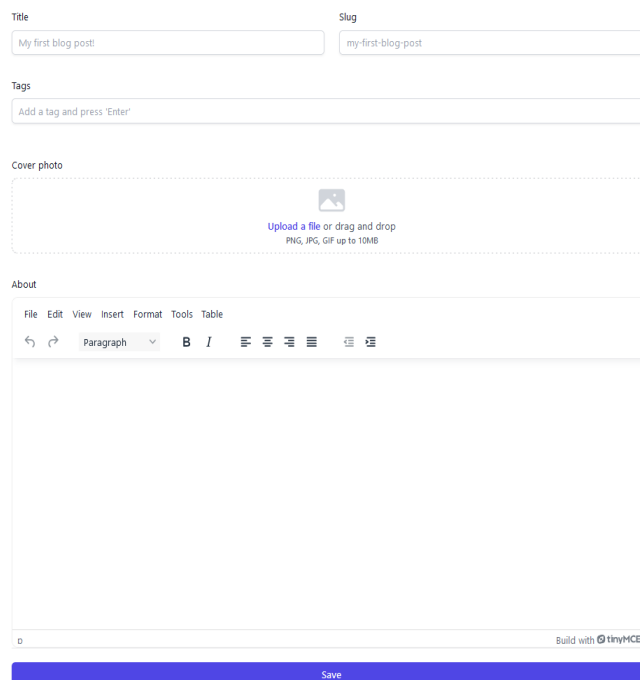 Title
Slug
My first blog post!
my-first-blog-post
Tags
Add a tag and press 'Enter'
Cover photo
Upload a file or drag and drop
PNG, JPG, GIF up to 10MB
About
File Edit View Insert Format Tools Table
Paragraph B I
Build with tinyMCE
Save